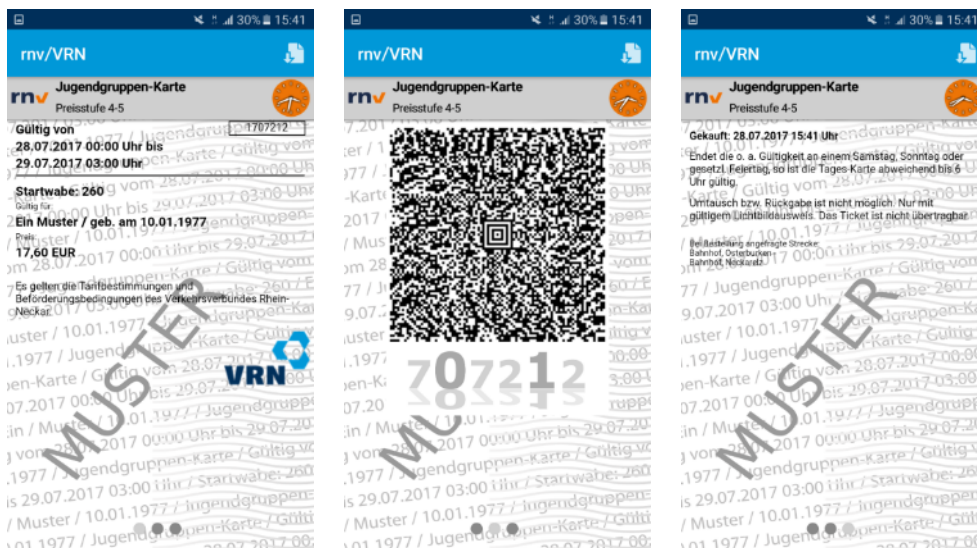 30% 15:41
rnv/VRN
rnv
Jugendgruppen-Karte
Preisstufe 4-5
Gültig von
1707212
28.07.2017 00:00 Uhr bis
29.07.2017 03:00 Uhr
Startwabe: 260
Gültig für
Ein Muster / geb. am 10.01.1977
Preis
17,60 EUR
Es gelten die Tarifbestimmungen und
Beförderungsbedingungen des Verkehrsverbundes Rhein-
Neckar.
VRN
MUSTER
30% 15:41
rnv/VRN
rnv
Jugendgruppen-Karte
Preisstufe 4-5
707212
MUSTER
30% 15:41
rnv/VRN
rnv
Jugendgruppen-Karte
Preisstufe 4-5
Gekauft: 28.07.2017 15:41 Uhr
Endet die o. a. Gültigkeit an einem Samstag, Sonntag oder
gesetzl. Feiertag, so ist die Tages-Karte abweichend bis 6
Uhr gültig.
Umtausch bzw. Rückgabe ist nicht möglich. Nur mit
gültigem Lichtbildausweis. Das Ticket ist nicht übertragbar.
Bei Bestellung angefragte Strecke:
Bahnhof, Osterburken -
Bahnhof, Neckarelz
MUSTER